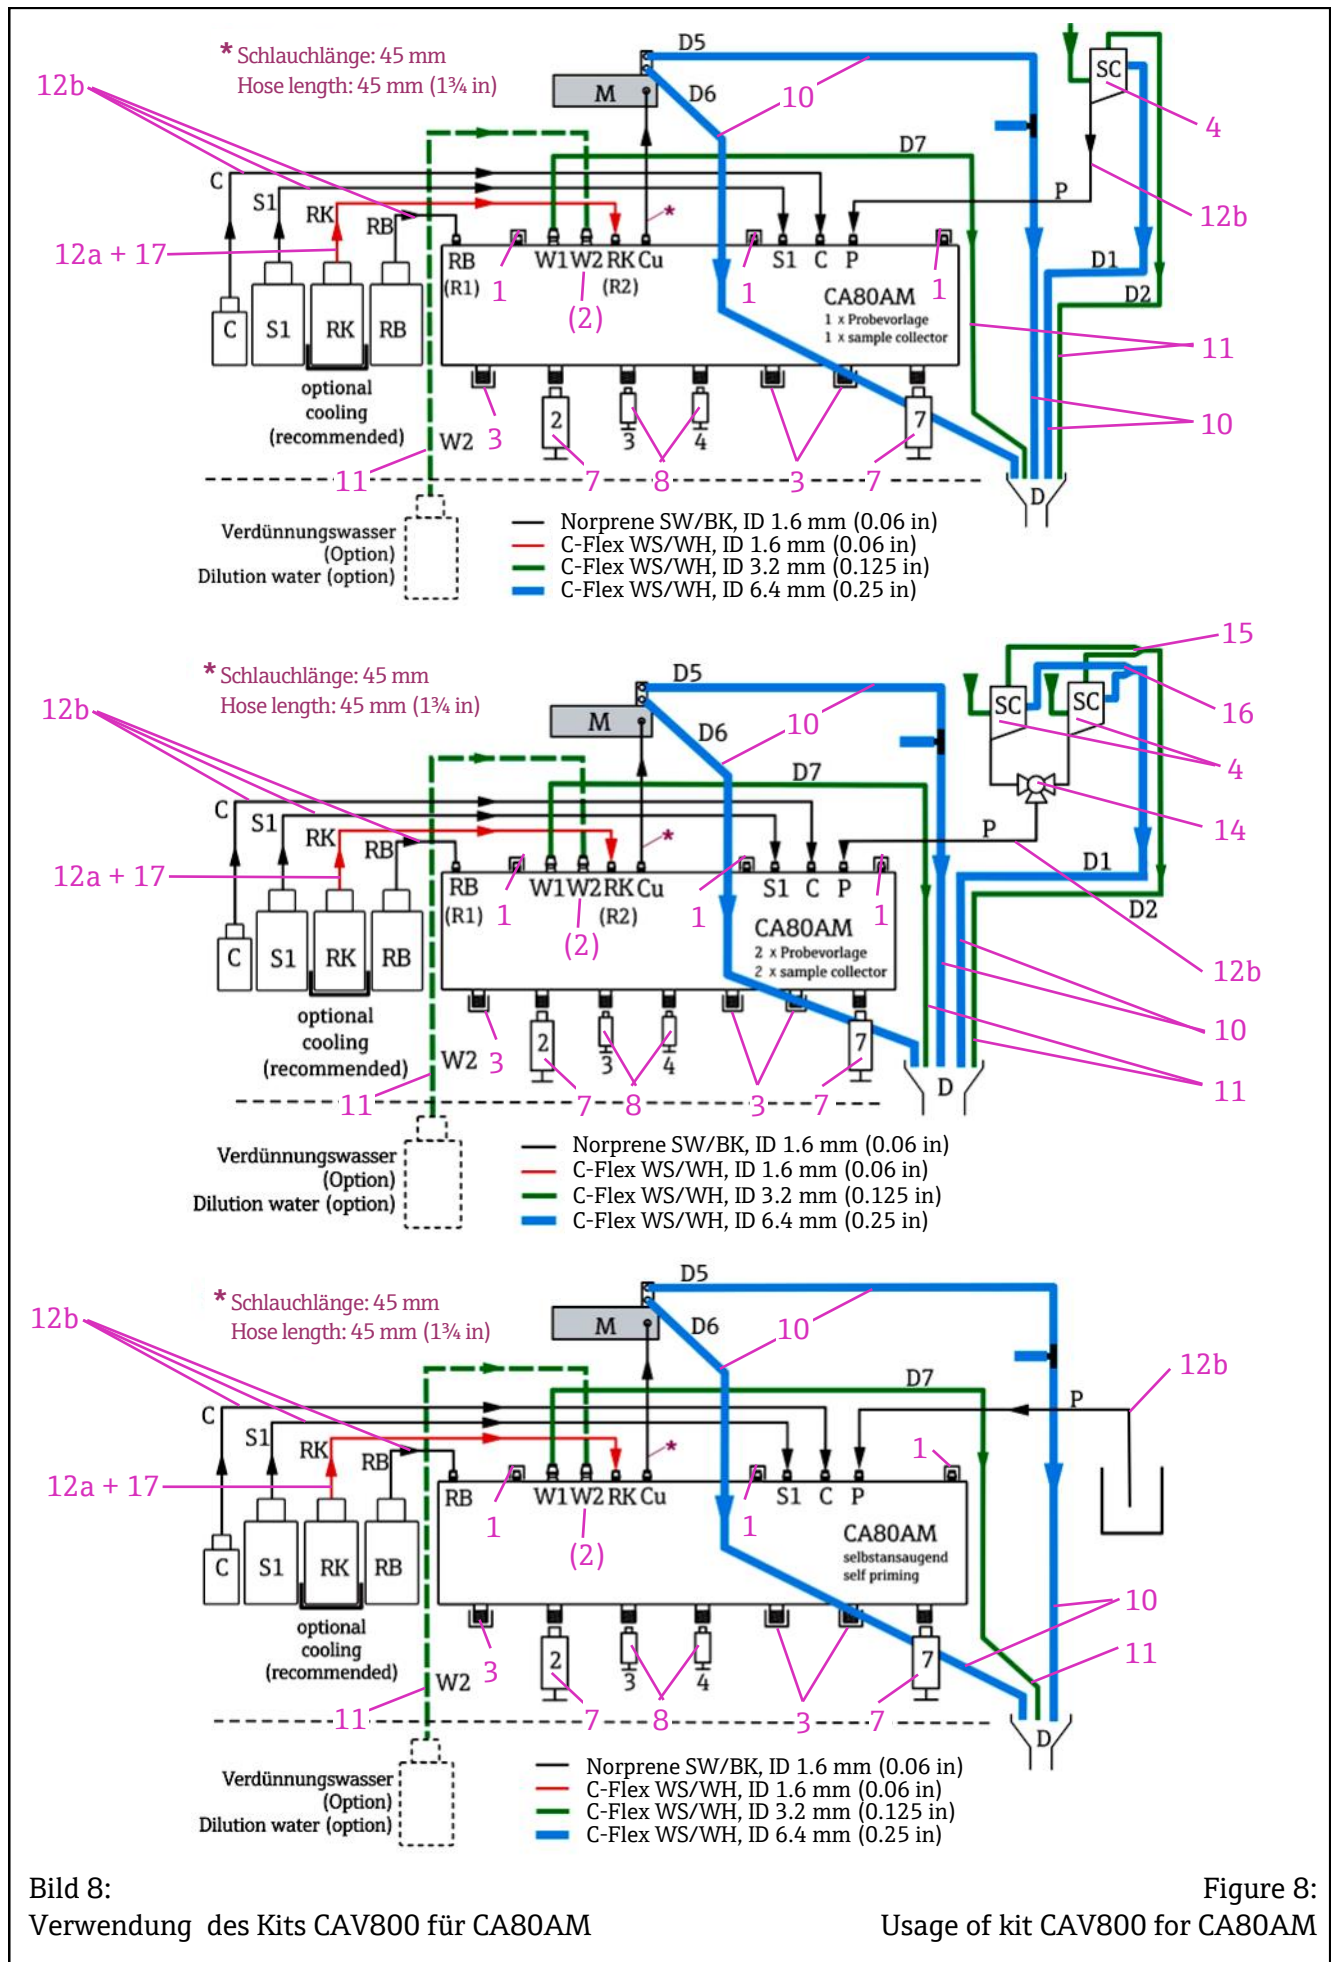 * Schlauchlänge: 45 mm
Hose length: 45 mm (1¾ in)
D5
SC
12b
M
D6
10
4
D7
C
S1
RK
RB
P
12b
*
12a + 17
RB
(R1)
1
W1
W2
RK
(R2)
Cu
(2)
1
S1
C
P
1
D1
D2
CA80AM
1 x Probevorlage
1 x sample collector
C
S1
RK
RB
11
optional
cooling
(recommended)
W2
3
2
3
4
7
10
11
7
8
3
7
D
Verdünnungswasser
(Option)
Dilution water (option)
Norprene SW/BK, ID 1.6 mm (0.06 in)
C-Flex WS/WH, ID 1.6 mm (0.06 in)
C-Flex WS/WH, ID 3.2 mm (0.125 in)
C-Flex WS/WH, ID 6.4 mm (0.25 in)
* Schlauchlänge: 45 mm
Hose length: 45 mm (1¾ in)
D5
15
12b
M
D6
10
SC
SC
16
4
D7
C
S1
RK
RB
P
14
*
12a + 17
RB
(R1)
1
W1
W2
RK
(R2)
Cu
(2)
1
S1
C
P
1
D1
D2
CA80AM
2 x Probevorlage
2 x sample collector
12b
C
S1
RK
RB
optional
cooling
(recommended)
W2
3
2
3
4
7
10
11
11
7
8
3
7
D
Verdünnungswasser
(Option)
Dilution water (option)
Norprene SW/BK, ID 1.6 mm (0.06 in)
C-Flex WS/WH, ID 1.6 mm (0.06 in)
C-Flex WS/WH, ID 3.2 mm (0.125 in)
C-Flex WS/WH, ID 6.4 mm (0.25 in)
* Schlauchlänge: 45 mm
Hose length: 45 mm (1¾ in)
D5
12b
M
D6
10
12b
D7
P
C
S1
RK
RB
*
1
12a + 17
RB
1
W1
W2
RK
Cu
(2)
1
S1
C
P
CA80AM
selbstansaugend
self priming
C
S1
RK
RB
optional
cooling
(recommended)
W2
3
2
3
4
7
10
11
11
7
8
3
7
D
Verdünnungswasser
(Option)
Dilution water (option)
Norprene SW/BK, ID 1.6 mm (0.06 in)
C-Flex WS/WH, ID 1.6 mm (0.06 in)
C-Flex WS/WH, ID 3.2 mm (0.125 in)
C-Flex WS/WH, ID 6.4 mm (0.25 in)
Bild 8:
Verwendung des Kits CAV800 für CA80AM
Figure 8:
Usage of kit CAV800 for CA80AM